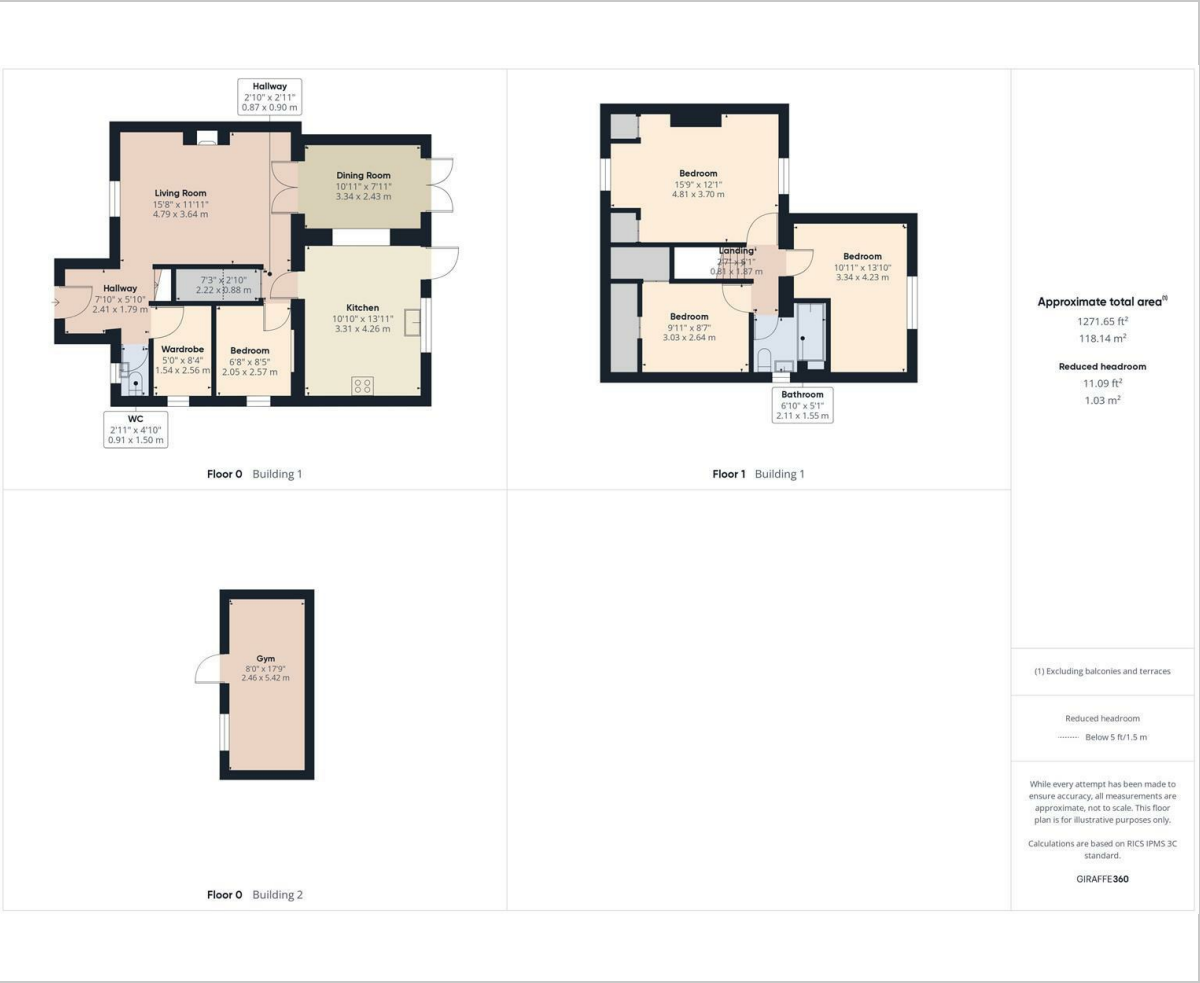 Hallway
2'10" x 2'11"
0.87 x 0.90 m
Living Room
15'8" x 11'11"
4.79 x 3.64 m
Dining Room
10'11" x 7'11"
3.34 x 2.43 m
Hallway
7'10" x 5'10"
2.41 x 1.79 m
7'3" x 2'10"
2.22 x 0.88 m
Kitchen
10'10" x 13'11"
3.31 x 4.26 m
Wardrobe
5'0" x 8'4"
1.54 x 2.56 m
Bedroom
6'8" x 8'5"
2.05 x 2.57 m
WC
2'11" x 4'10"
0.91 x 1.50 m
Floor 0 Building 1
Bedroom
15'9" x 12'1"
4.81 x 3.70 m
Landing
2'7" x 6'1"
0.81 x 1.87 m
Bedroom
10'11" x 13'10"
3.34 x 4.23 m
Bedroom
9'11" x 8'7"
3.03 x 2.64 m
Bathroom
6'10" x 5'1"
2.11 x 1.55 m
Floor 1 Building 1
Gym
8'0" x 17'9"
2.46 x 5.42 m
Floor 0 Building 2
Approximate total area(1)
1271.65 ft²
118.14 m²
Reduced headroom
11.09 ft²
1.03 m²
(1) Excluding balconies and terraces
Reduced headroom
Below 5 ft/1.5 m
While every attempt has been made to
ensure accuracy, all measurements are
approximate, not to scale. This floor
plan is for illustrative purposes only.
Calculations are based on RICS IPMS 3C
standard.
GIRAFFE360